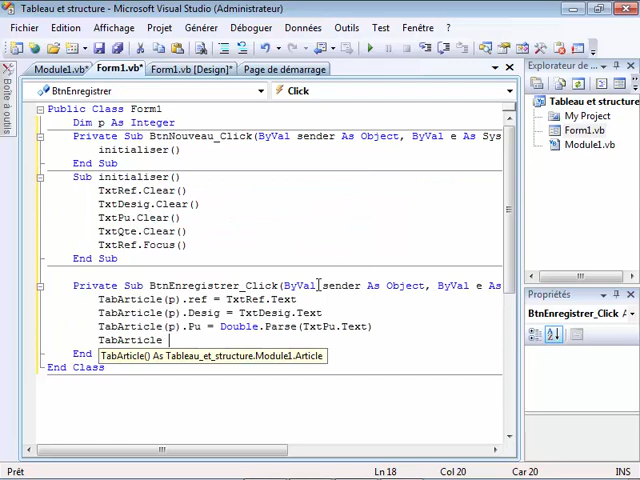 Tableau et structure - Microsoft Visual Studio (Administrateur)
Fichier Edition Affichage Projet Générer Déboguer Données Outils Test Fenêtre ?
Module1.vb* Form1.vb* Form1.vb [Design]* Page de démarrage
Explorateur de
Boîte à outils
BtnEnregistrer Click
Public Class Form1
Dim p As Integer
Private Sub BtnNouveau_Click(ByVal sender As Object, ByVal e As Sys
initialiser()
End Sub
Sub initialiser()
TxtRef.Clear()
TxtDesig.Clear()
TxtPu.Clear()
TxtQte.Clear()
TxtRef.Focus()
End Sub
Private Sub BtnEnregistrer_Click(ByVal sender As Object, ByVal e As
TabArticle(p).ref = TxtRef.Text
TabArticle(p).Desig = TxtDesig.Text
TabArticle(p).Pu = Double.Parse(TxtPu.Text)
TabArticle
End
TabArticle() As Tableau_et_structure.Module1.Article
End Class
Tableau et structure
My Project
Form1.vb
Module1.vb
Propriétés
BtnEnregistrer_Click
Prêt Ln 18 Col 20 Car 20 INS